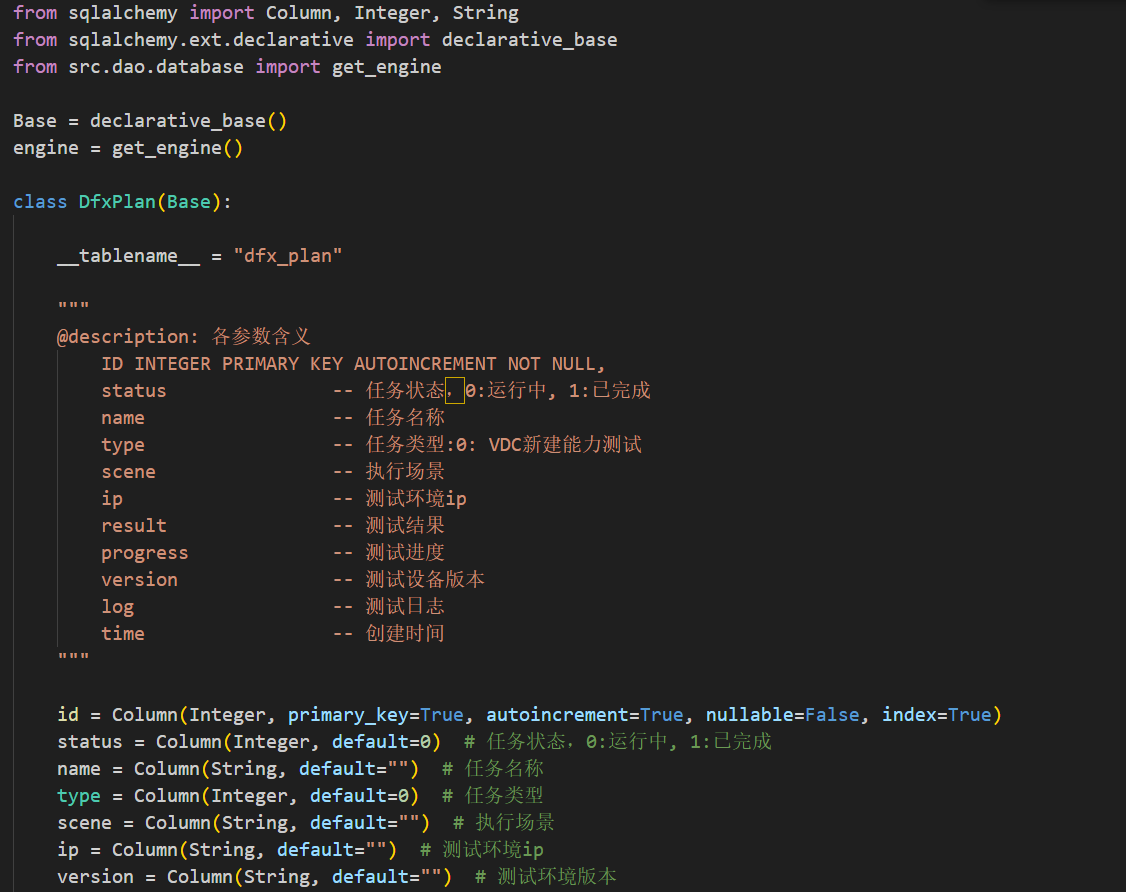 from sqlalchemy import Column, Integer, String
from sqlalchemy.ext.declarative import declarative_base
from src.dao.database import get_engine
Base = declarative_base()
engine = get_engine()
class DfxPlan(Base):
__tablename__ = "dfx_plan"
"""
@description: 各参数含义
ID INTEGER PRIMARY KEY AUTOINCREMENT NOT NULL,
status -- 任务状态，0:运行中, 1:已完成
name -- 任务名称
type -- 任务类型:0: VDC新建能力测试
scene -- 执行场景
ip -- 测试环境ip
result -- 测试结果
progress -- 测试进度
version -- 测试设备版本
log -- 测试日志
time -- 创建时间
"""
id = Column(Integer, primary_key=True, autoincrement=True, nullable=False, index=True)
status = Column(Integer, default=0) # 任务状态，0:运行中, 1:已完成
name = Column(String, default="") # 任务名称
type = Column(Integer, default=0) # 任务类型
scene = Column(String, default="") # 执行场景
ip = Column(String, default="") # 测试环境ip
version = Column(String, default="") # 测试环境版本